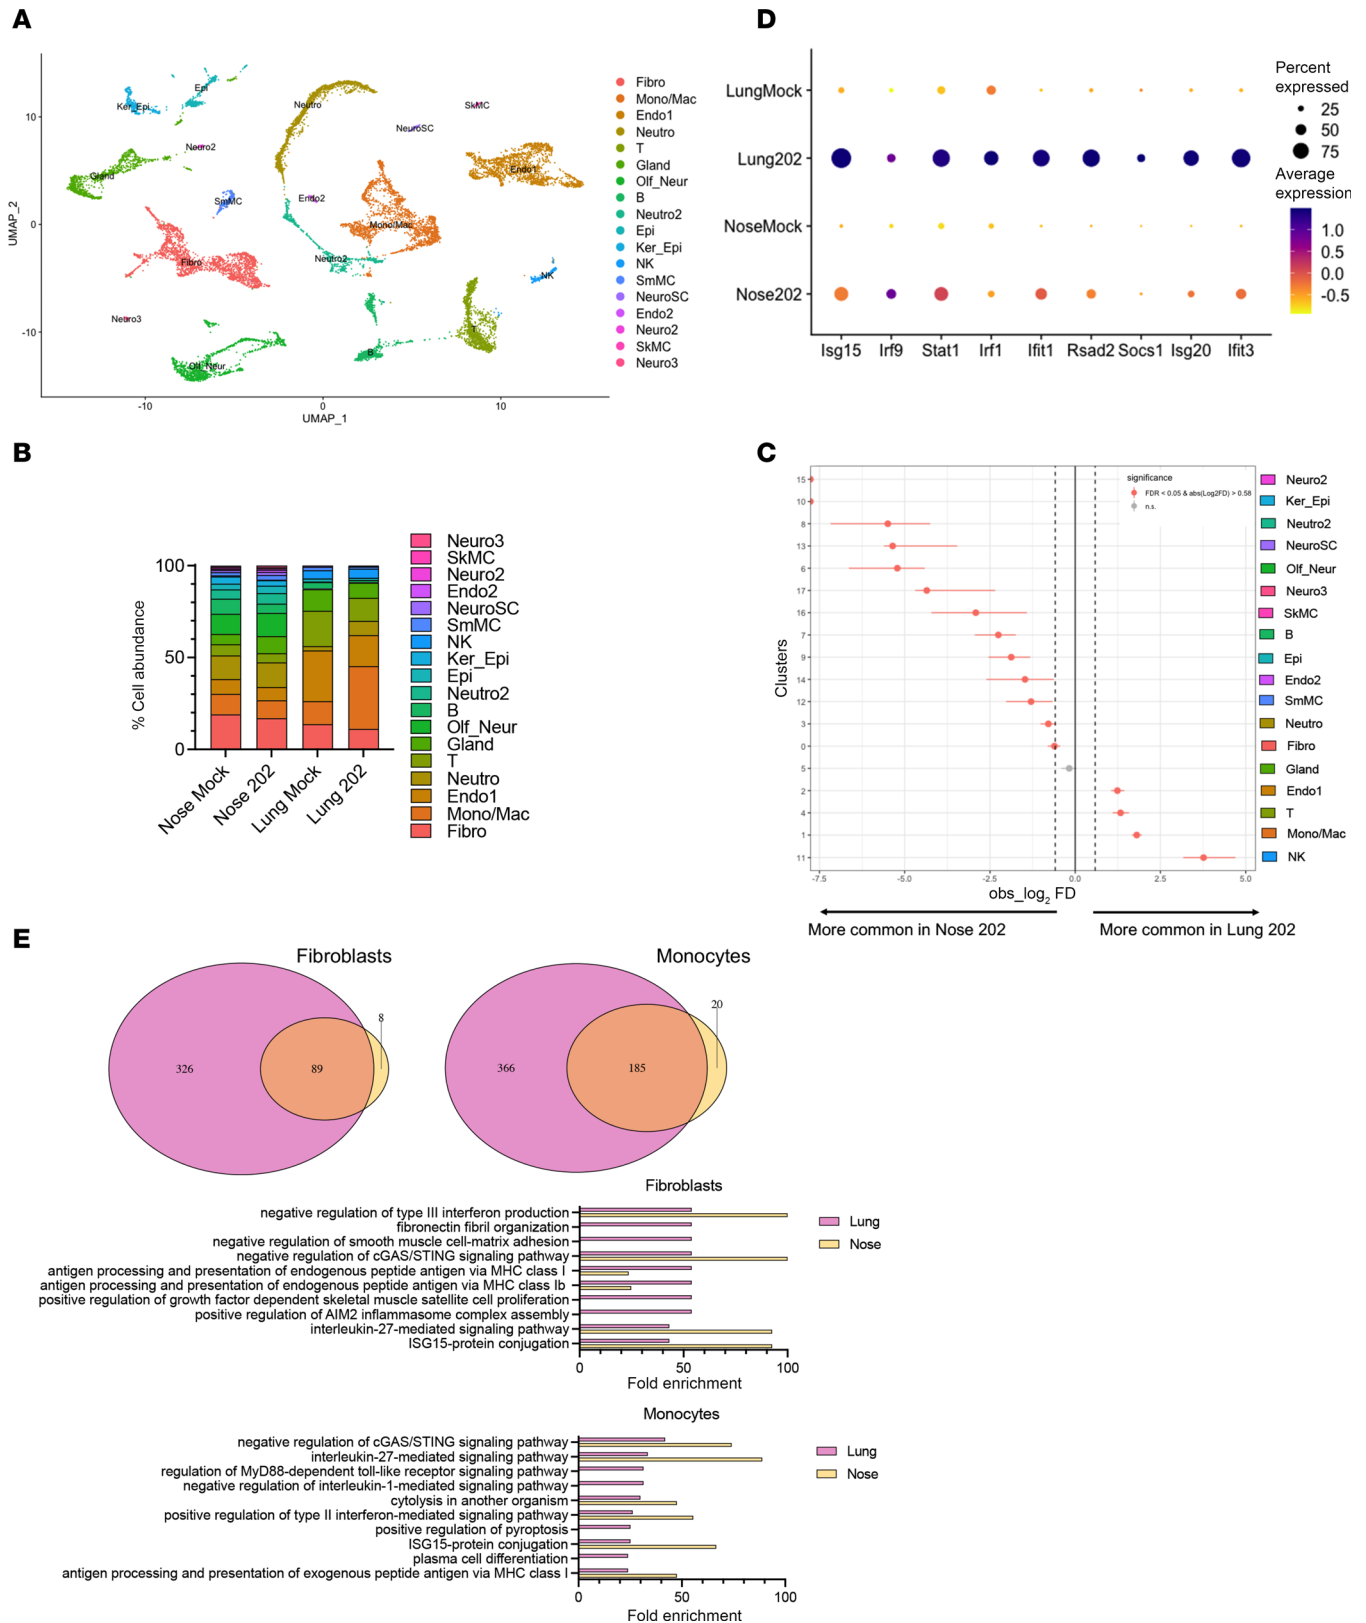 A
UMAP_2
10
0
-10
-10
0
10
UMAP_1
Epi
Ker_Epi
Neuro2
Gland
SmMC
Fibro
Neuro3
Olf_Neur
Neutro
SkMC
NeuroSC
Endo1
Endo2
Mono/Mac
Neutro2
NK
T
B
Fibro
Mono/Mac
Endo1
Neutro
T
Gland
Olf_Neur
B
Neutro2
Epi
Ker_Epi
NK
SmMC
NeuroSC
Endo2
Neuro2
SkMC
Neuro3
D
LungMock
Lung202
NoseMock
Nose202
Isg15 Irf9 Stat1 Irf1 Ifit1 Rsad2 Socs1 Isg20 Ifit3
Percent
expressed
25
50
75
Average
expression
1.0
0.5
0.0
-0.5
B
% Cell abundance
100
50
0
Nose Mock
Nose 202
Lung Mock
Lung 202
Neuro3
SkMC
Neuro2
Endo2
NeuroSC
SmMC
NK
Ker_Epi
Epi
Neutro2
B
Olf_Neur
Gland
T
Neutro
Endo1
Mono/Mac
Fibro
C
Clusters
15
10
8
13
6
17
16
7
9
14
12
3
0
5
2
4
1
11
significance
FDR < 0.05 & abs(Log2FD) > 0.58
n.s.
Neuro2
Ker_Epi
Neutro2
NeuroSC
Olf_Neur
Neuro3
SkMC
B
Epi
Endo2
SmMC
Neutro
Fibro
Gland
Endo1
T
Mono/Mac
NK
-7.5 -5.0 -2.5 0.0 2.5 5.0
obs_log2 FD
More common in Nose 202
More common in Lung 202
E
Fibroblasts
326
89
8
Monocytes
366
185
20
Fibroblasts
negative regulation of type III interferon production
fibronectin fibril organization
negative regulation of smooth muscle cell-matrix adhesion
negative regulation of cGAS/STING signaling pathway
antigen processing and presentation of endogenous peptide antigen via MHC class I
antigen processing and presentation of endogenous peptide antigen via MHC class Ib
positive regulation of growth factor dependent skeletal muscle satellite cell proliferation
positive regulation of AIM2 inflammasome complex assembly
interleukin-27-mediated signaling pathway
ISG15-protein conjugation
0 50 100
Fold enrichment
Lung
Nose
Monocytes
negative regulation of cGAS/STING signaling pathway
interleukin-27-mediated signaling pathway
regulation of MyD88-dependent toll-like receptor signaling pathway
negative regulation of interleukin-1-mediated signaling pathway
cytolysis in another organism
positive regulation of type II interferon-mediated signaling pathway
positive regulation of pyroptosis
ISG15-protein conjugation
plasma cell differentiation
antigen processing and presentation of exogenous peptide antigen via MHC class I
0 50 100
Fold enrichment
Lung
Nose